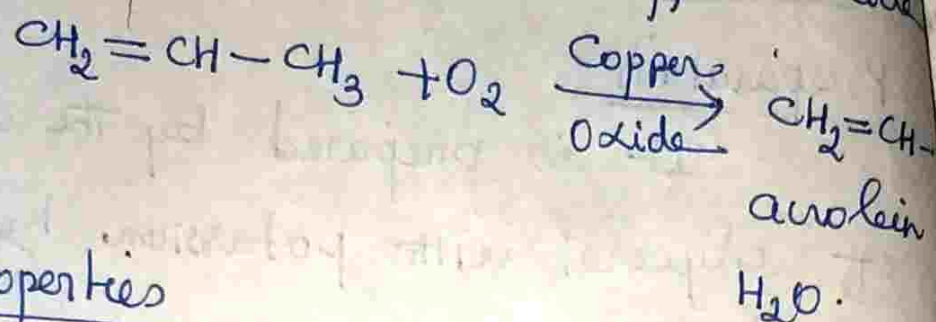 CH₂=CH-CH₃ +O₂ Copper Oxide → CH₂=CH-
acrolein
H₂O.
operties